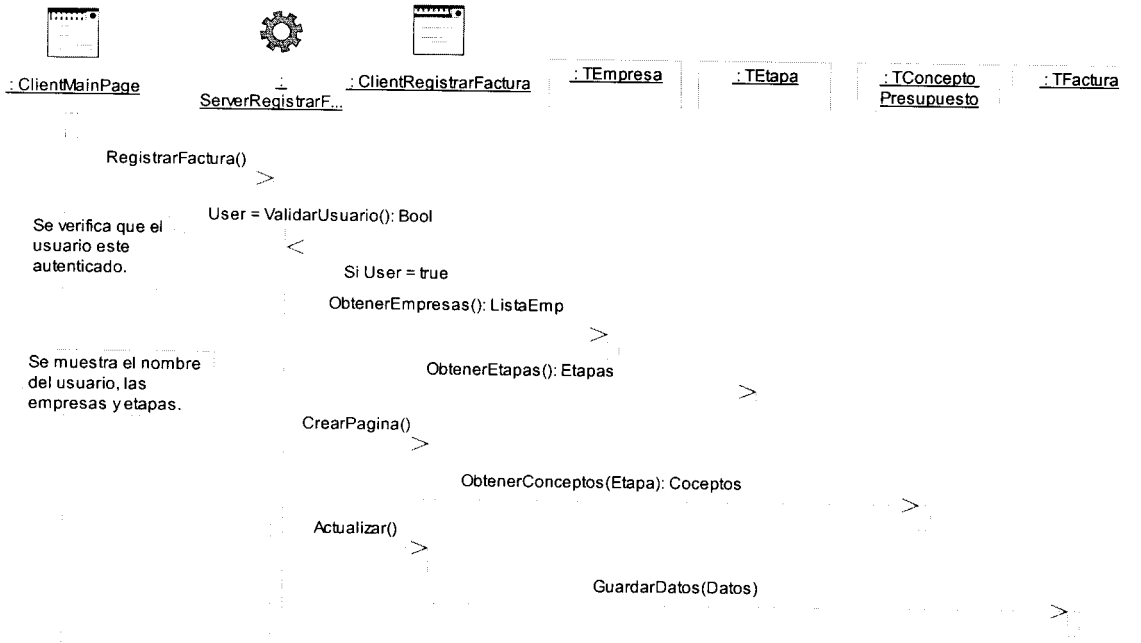 : ClientMainPage
:
ServerRegistrarF...
: ClientRegistrarFactura
: TEmpresa
: TEtapa
: TConcepto
Presupuesto
: TFactura
RegistrarFactura()
User = ValidarUsuario(): Bool
Se verifica que el
usuario este
autenticado.
Si User = true
ObtenerEmpresas(): ListaEmp
Se muestra el nombre
del usuario, las
empresas y etapas.
ObtenerEtapas(): Etapas
CrearPagina()
ObtenerConceptos(Etapa): Coceptos
Actualizar()
GuardarDatos(Datos)